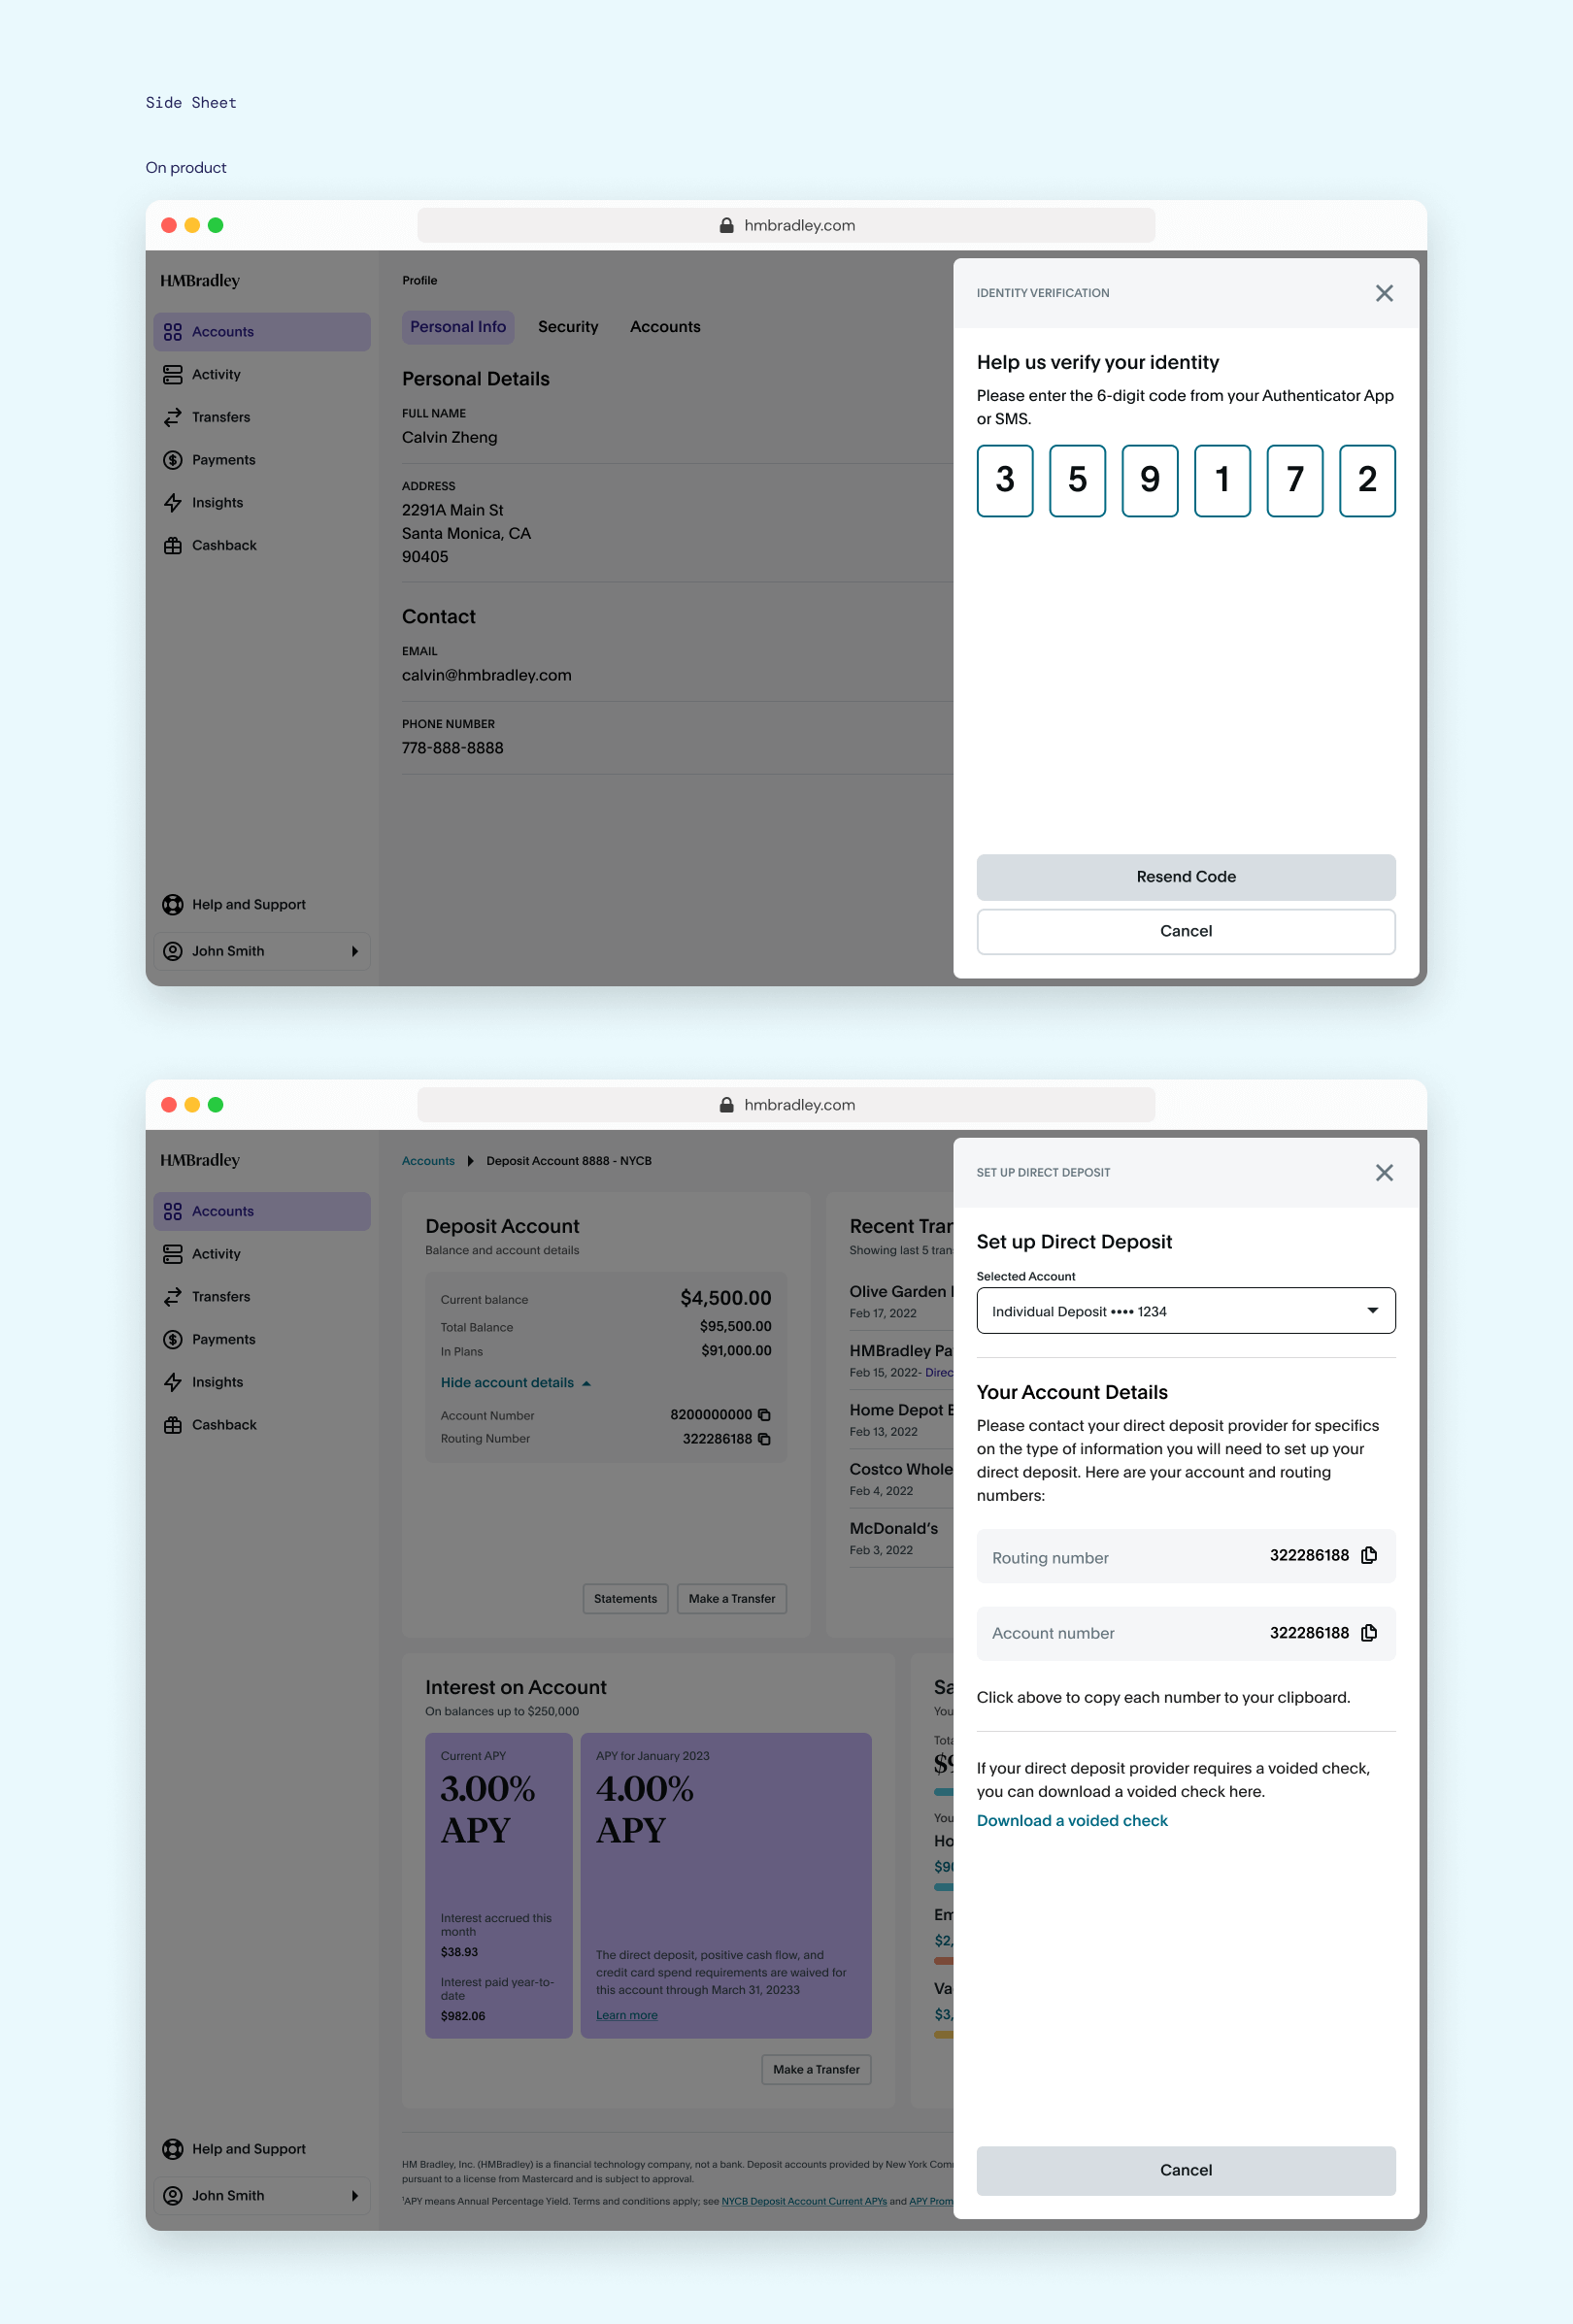 Side Sheet
On product
hmbradley.com
HMBradley
Accounts
Activity
Transfers
Payments
Insights
Cashback
Help and Support
John Smith
Profile
Personal Info Security Accounts
Personal Details
FULL NAME
Calvin Zheng
ADDRESS
2291A Main St
Santa Monica, CA
90405
Contact
EMAIL
calvin@hmbradley.com
PHONE NUMBER
778-888-8888
IDENTITY VERIFICATION
Help us verify your identity
Please enter the 6-digit code from your Authenticator App
or SMS.
3 5 9 1 7 2
Resend Code
Cancel
hmbradley.com
HMBradley
Accounts
Activity
Transfers
Payments
Insights
Cashback
Help and Support
John Smith
Accounts Deposit Account 8888 - NYCB
Deposit Account
Balance and account details
Current balance $4,500.00
Total Balance $95,500.00
In Plans $91,000.00
Hide account details
Account Number 8200000000
Routing Number 322286188
Statements Make a Transfer
Recent Tran
Showing last 5 tran
Olive Garden
Feb 17, 2022
HMBradley Pa
Feb 15, 2022- Direc
Home Depot
Feb 13, 2022
Costco Whole
Feb 4, 2022
McDonald's
Feb 3, 2022
Interest on Account
On balances up to $250,000
Current APY
3.00%
APY
Interest accrued this
month
$38.93
Interest paid year-to-
date
$982.06
APY for January 2023
4.00%
APY
The direct deposit, positive cash flow, and
credit card spend requirements are waived for
this account through March 31, 20233
Learn more
Make a Transfer
Sa
You
Tota
You
Ho
Em
$2,
Va
$3,
HM Bradley, Inc. (HMBradley) is a financial technology company, not a bank. Deposit accounts provided by New York Com
pursuant to a license from Mastercard and is subject to approval.
¹APY means Annual Percentage Yield. Terms and conditions apply; see NYCB Deposit Account Current APYs and APY Prom
SET UP DIRECT DEPOSIT
Set up Direct Deposit
Selected Account
Individual Deposit •••• 1234
Your Account Details
Please contact your direct deposit provider for specifics
on the type of information you will need to set up your
direct deposit. Here are your account and routing
numbers:
Routing number 322286188
Account number 322286188
Click above to copy each number to your clipboard.
If your direct deposit provider requires a voided check,
you can download a voided check here.
Download a voided check
Cancel